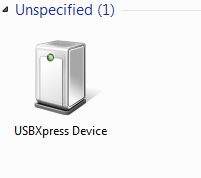 Unspecified (1)
USBXpress Device